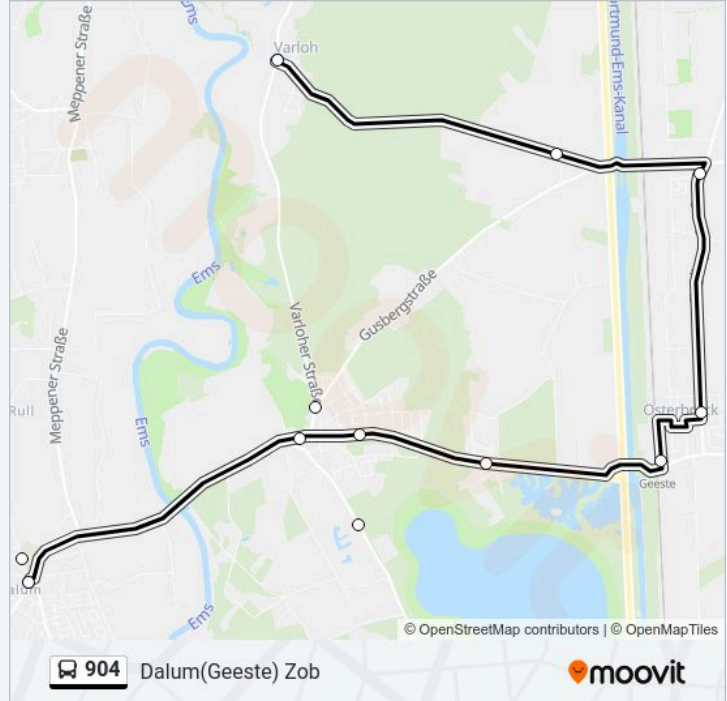 Ems
Varloh
Meppener Straße
Dortmund-Ems-Kanal
Ems
Gusbergstraße
Varloher Straße
Meppener Straße
Rull
Ems
Osterbrock
Geeste
alum
Ems
© OpenStreetMap contributors | © OpenMapTiles
904 Dalum(Geeste) Zob
moovit